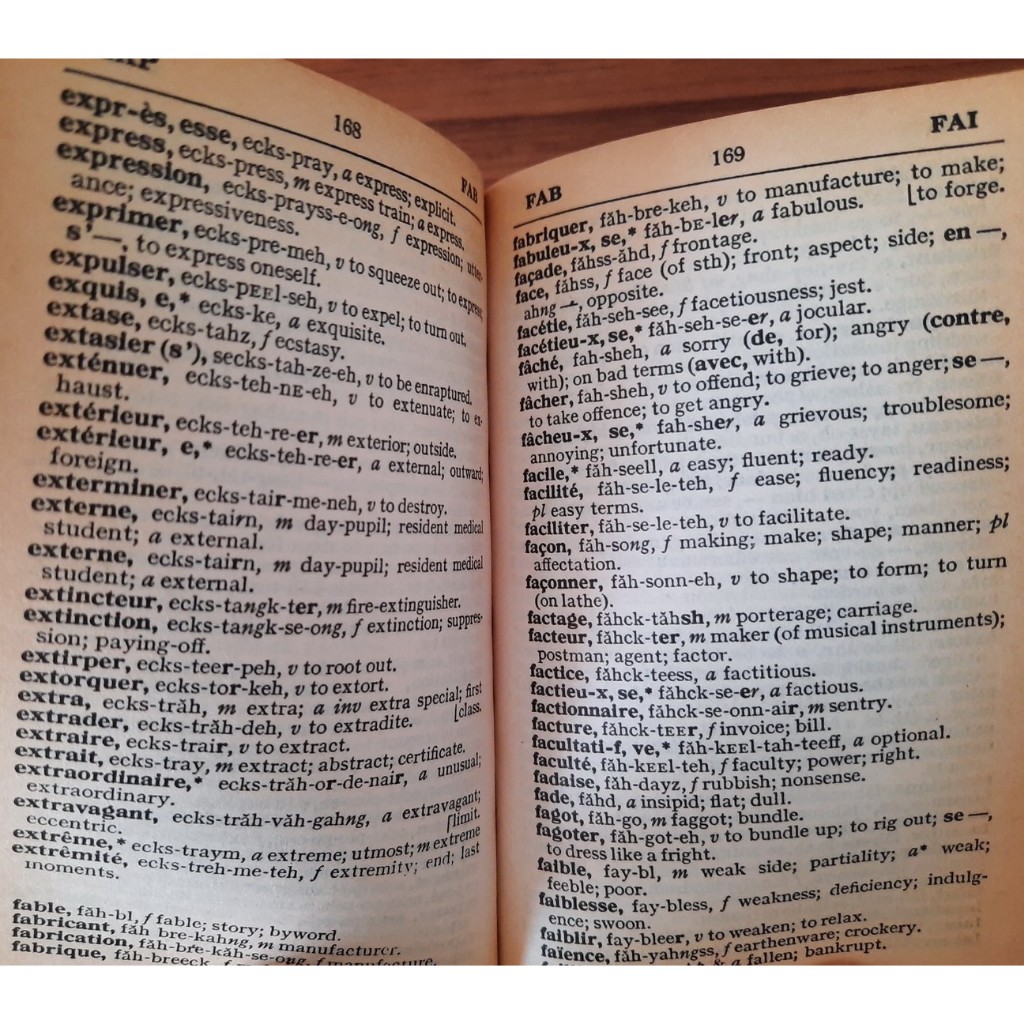 168
FAB
expr-ès, esse, ecks-pray, a express; explicit.
express, ecks-press, m express train; a express.
expression, ecks-prayss-e-ong, f expression; utter-
ance; expressiveness.
exprimer, ecks-pre-meh, v to squeeze out; to express;
s'—, to express oneself.
expulser, ecks-pEEl-seh, v to expel; to turn out.
exquis, e,* ecks-ke, a exquisite.
extase, ecks-tahz, f ecstasy.
extasier (s'), secks-tah-ze-eh, v to be enraptured.
exténuer, ecks-teh-nE-eh, v to extenuate; to ex-
haust.
extérieur, ecks-teh-re-er, m exterior; outside.
extérieur, e,* ecks-teh-re-er, a external; outward;
foreign.
exterminer, ecks-tair-me-neh, v to destroy.
externe, ecks-tairn, m day-pupil; resident medical
student; a external.
externe, ecks-tairn, m day-pupil; resident medical
student; a external.
extincteur, ecks-tangk-ter, m fire-extinguisher.
extinction, ecks-tangk-se-ong, f extinction; suppres-
sion; paying-off.
extirper, ecks-teer-peh, v to root out.
extorquer, ecks-tor-keh, v to extort.
extra, ecks-trăh, m extra; a inv extra special; first
extrader, ecks-trăh-deh, v to extradite. [class.
extraire, ecks-trair, v to extract.
extrait, ecks-tray, m extract; abstract; certificate.
extraordinaire,* ecks-trăh-or-de-nair, a unusual;
extraordinary.
extravagant, ecks-trăh-văh-gahng, a extravagant;
eccentric. [limit.
extrême,* ecks-traym, a extreme; utmost; m extreme
extrêmité, ecks-treh-me-teh, f extremity; end; last
moments.
fable, făh-bl, f fable; story; byword.
fabricant, făh bre-kahng, m manufacturer.
fabrication, făh-bre-kăh-se-ong, f
fabrique, făh-breeck, f
FAB
169
FAI
fabriquer, făh-bre-keh, v to manufacture; to make;
fabuleu-x, se,* făh-bE-ler, a fabulous. [to forge.
façade, făhss-ăhd, f frontage.
face, făhss, f face (of sth); front; aspect; side; en —,
ahng —, opposite.
facétie, făh-seh-see, f facetiousness; jest.
facétieu-x, se,* făh-seh-se-er, a jocular.
fâché, fah-sheh, a sorry (de, for); angry (contre,
with); on bad terms (avec, with).
fâcher, fah-sheh, v to offend; to grieve; to anger; se —,
to take offence; to get angry.
fâcheu-x, se,* fah-sher, a grievous; troublesome;
annoying; unfortunate.
facile,* făh-seell, a easy; fluent; ready.
facilité, făh-se-le-teh, f ease; fluency; readiness;
pl easy terms.
faciliter, făh-se-le-teh, v to facilitate.
façon, făh-song, f making; make; shape; manner; pl
affectation.
façonner, făh-sonn-eh, v to shape; to form; to turn
(on lathe).
factage, făhck-tăhsh, m porterage; carriage.
facteur, făhck-ter, m maker (of musical instruments);
postman; agent; factor.
factice, făhck-teess, a factitious.
factieu-x, se,* făhck-se-er, a factious.
factionnaire, făhck-se-onn-air, m sentry.
facture, făhck-tEEr, f invoice; bill.
facultati-f, ve,* făh-kEEl-tah-teeff, a optional.
faculté, făh-kEEl-teh, f faculty; power; right.
fadaise, făh-dayz, f rubbish; nonsense.
fade, făhd, a insipid; flat; dull.
fagot, făh-go, m faggot; bundle.
fagoter, făh-got-eh, v to bundle up; to rig out; se —,
to dress like a fright.
faible, fay-bl, m weak side; partiality; a* weak;
feeble; poor.
faiblesse, fay-bless, f weakness; deficiency; indulg-
ence; swoon.
faiblir, fay-bleer, v to weaken; to relax.
faïence, făh-yahngss, f earthenware; crockery.
& a fallen; bankrupt.